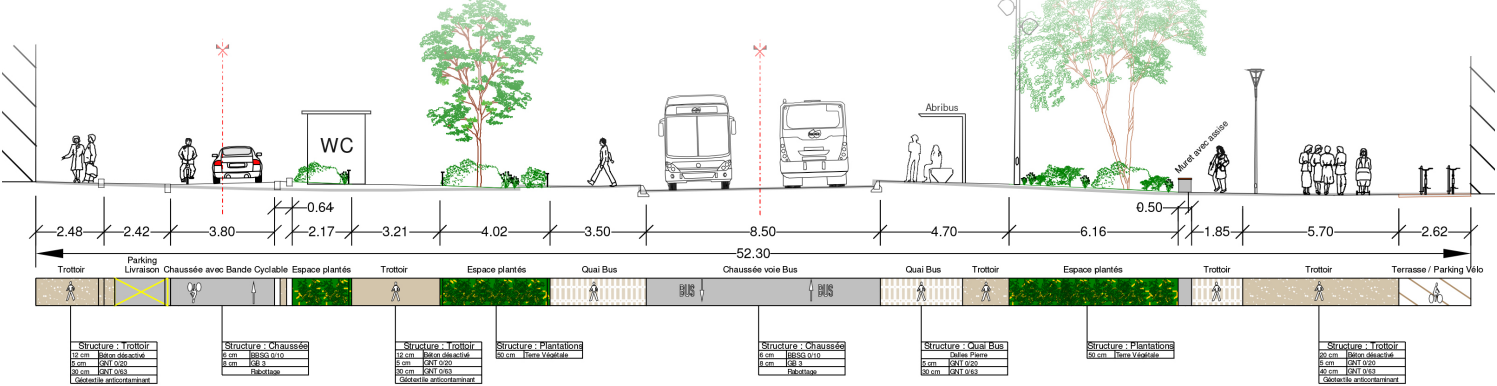 WC
Abribus
Muret avec assise
0.64
0.50
2.48
2.42
3.80
2.17
3.21
4.02
3.50
8.50
4.70
6.16
1.85
5.70
2.62
52.30
Trottoir
Parking
Livraison
Chaussée avec Bande Cyclable
Espace plantés
Trottoir
Espace plantés
Quai Bus
Chaussée voie Bus
Quai Bus
Trottoir
Espace plantés
Trottoir
Trottoir
Terrasse / Parking Vélo
BUS
BUS
Structure : Trottoir
12 cm Béton désactivé
5 cm GNT 0/20
30 cm GNT 0/63
Géotextile anticontaminant
Structure : Chaussée
6 cm BBSG 0/10
8 cm GB 3
Rabottage
Structure : Trottoir
12 cm Béton désactivé
5 cm GNT 0/20
30 cm GNT 0/63
Géotextile anticontaminant
Structure : Plantations
50 cm Terre Végétale
Structure : Chaussée
6 cm BBSG 0/10
8 cm GB 3
Rabottage
Structure : Quai Bus
Dalles Pierre
5 cm GNT 0/20
30 cm GNT 0/63
Structure : Plantations
50 cm Terre Végétale
Structure : Trottoir
20 cm Béton désactivé
5 cm GNT 0/20
40 cm GNT 0/63
Géotextile anticontaminant